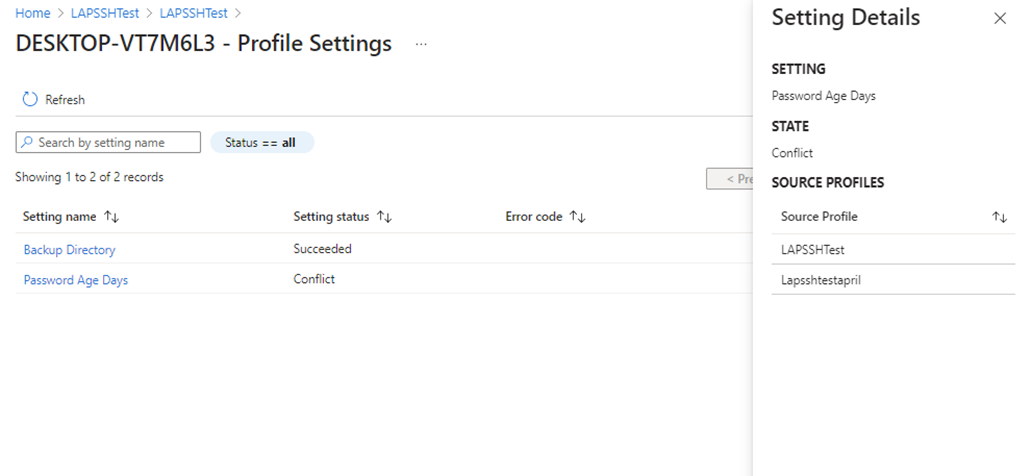 Home > LAPSSHTest > LAPSSHTest >
DESKTOP-VT7M6L3 - Profile Settings ...
Refresh
Search by setting name
Status == all
Showing 1 to 2 of 2 records
< Pre
Setting name ↑↓ Setting status ↑↓ Error code ↑↓
Backup Directory Succeeded
Password Age Days Conflict
Setting Details
SETTING
Password Age Days
STATE
Conflict
SOURCE PROFILES
Source Profile ↑↓
LAPSSHTest
Lapsshtestapril